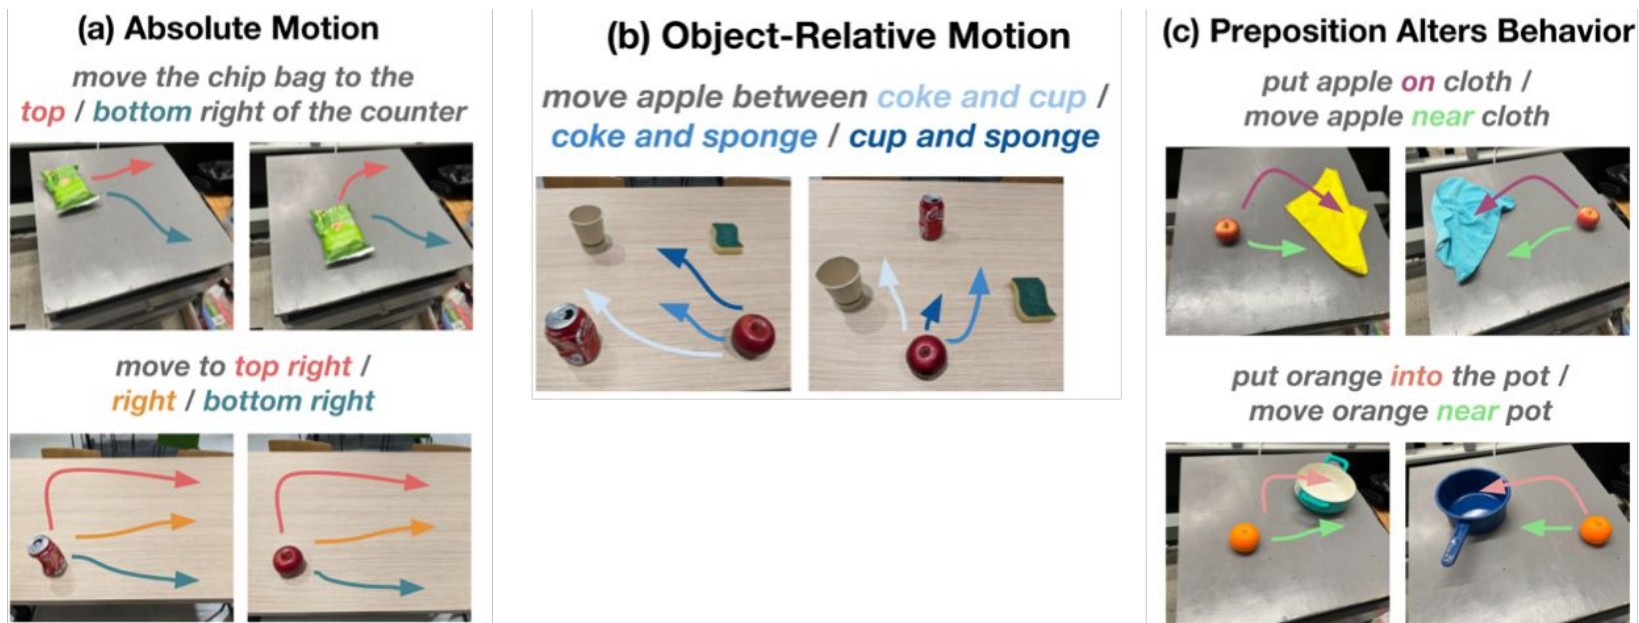 (a) Absolute Motion
move the chip bag to the
top / bottom right of the counter
move to top right /
right / bottom right
(b) Object-Relative Motion
move apple between coke and cup /
coke and sponge / cup and sponge
(c) Preposition Alters Behavior
put apple on cloth /
move apple near cloth
put orange into the pot /
move orange near pot